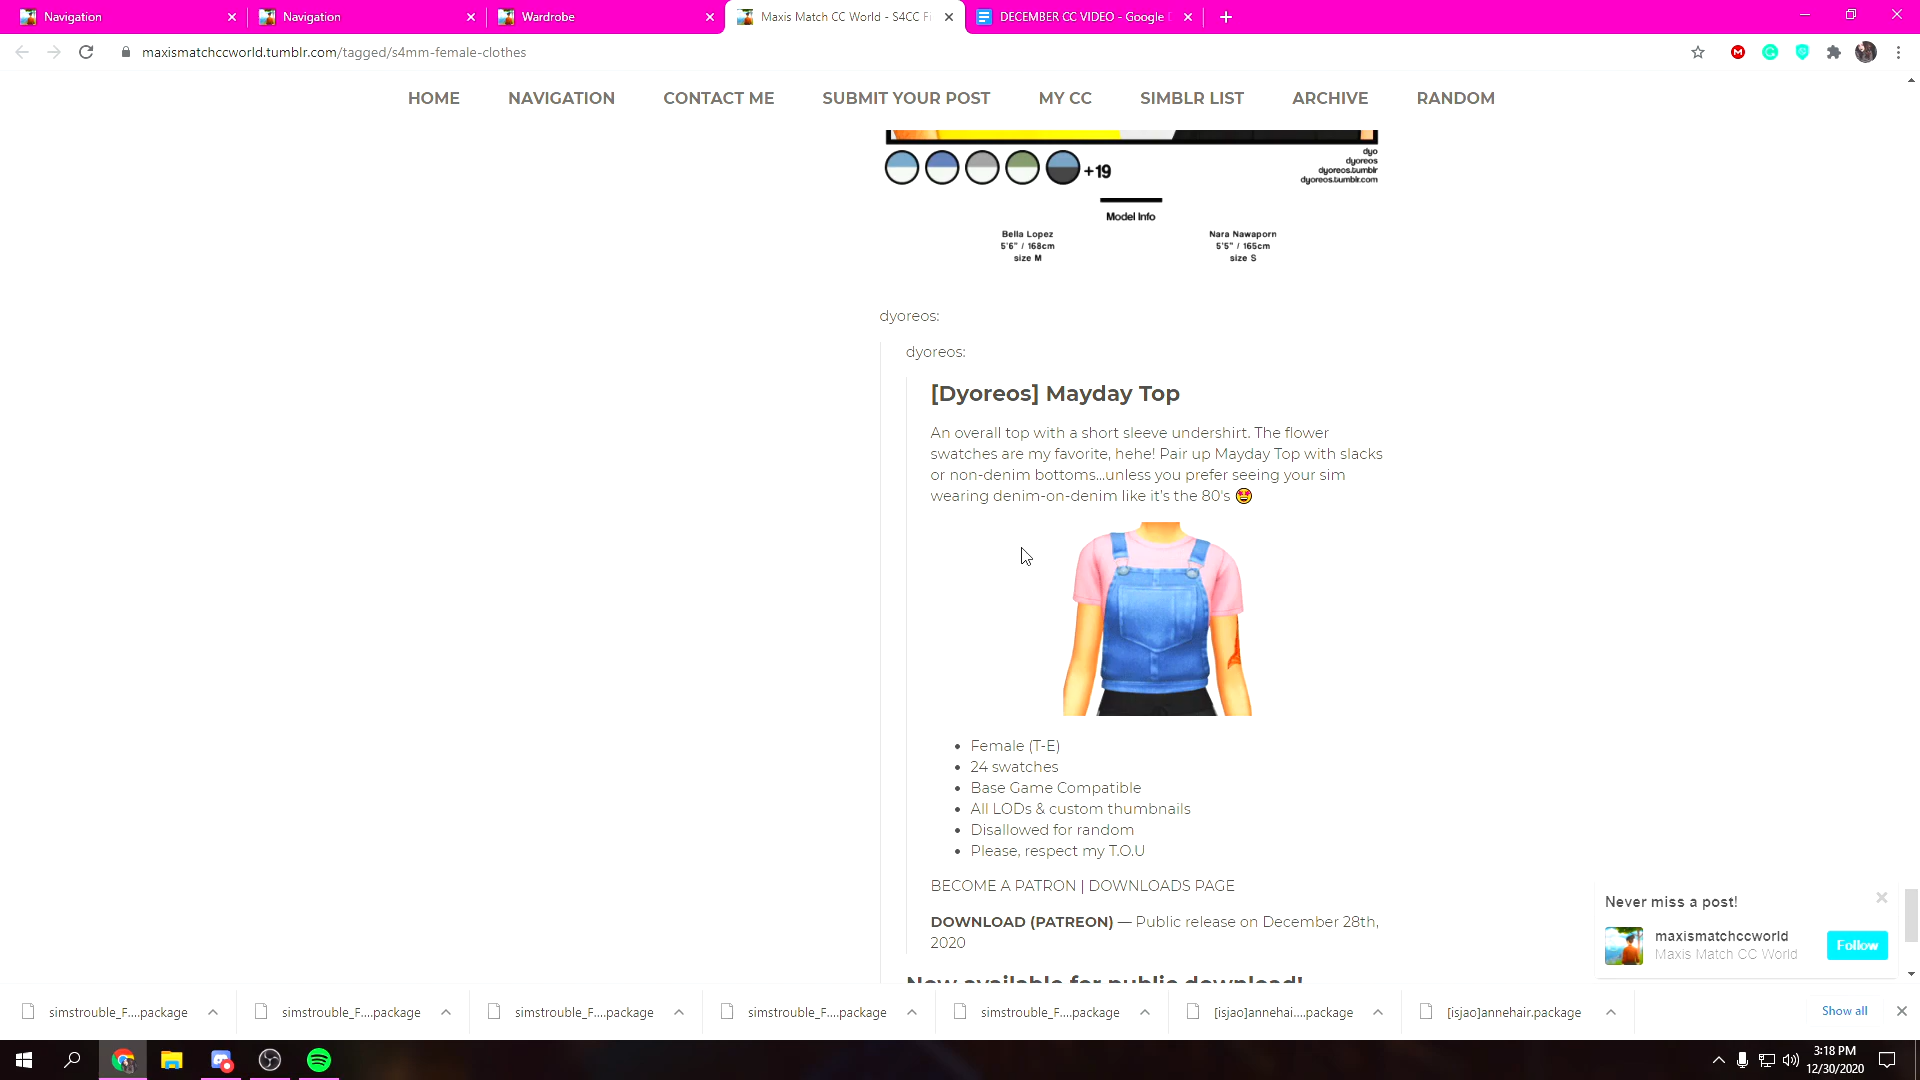 Navigation
Navigation
Wardrobe
Maxis Match CC World - S4CC Fi
DECEMBER CC VIDEO - Google
maxismatchccworld.tumblr.com/tagged/s4mm-female-clothes
HOME NAVIGATION CONTACT ME SUBMIT YOUR POST MY CC SIMBLR LIST ARCHIVE RANDOM
+19
dyo
dyoreos
dyoreos.tumblr
dyoreos.tumblr.com
Model Info
Bella Lopez
5'6" / 168cm
size M
Nara Nawaporn
5'5" / 165cm
size S
dyoreos:
dyoreos:
[Dyoreos] Mayday Top
An overall top with a short sleeve undershirt. The flower
swatches are my favorite, hehe! Pair up Mayday Top with slacks
or non-denim bottoms...unless you prefer seeing your sim
wearing denim-on-denim like it's the 80's 🤩
• Female (T-E)
• 24 swatches
• Base Game Compatible
• All LODs & custom thumbnails
• Disallowed for random
• Please, respect my T.O.U
BECOME A PATRON | DOWNLOADS PAGE
DOWNLOAD (PATREON) — Public release on December 28th,
2020
Now available for public download!
Never miss a post!
maxismatchccworld
Maxis Match CC World
Follow
simstrouble_F....package
simstrouble_F....package
simstrouble_F....package
simstrouble_F....package
simstrouble_F....package
[isjao]annehai....package
[isjao]annehair.package
Show all
3:18 PM
12/30/2020